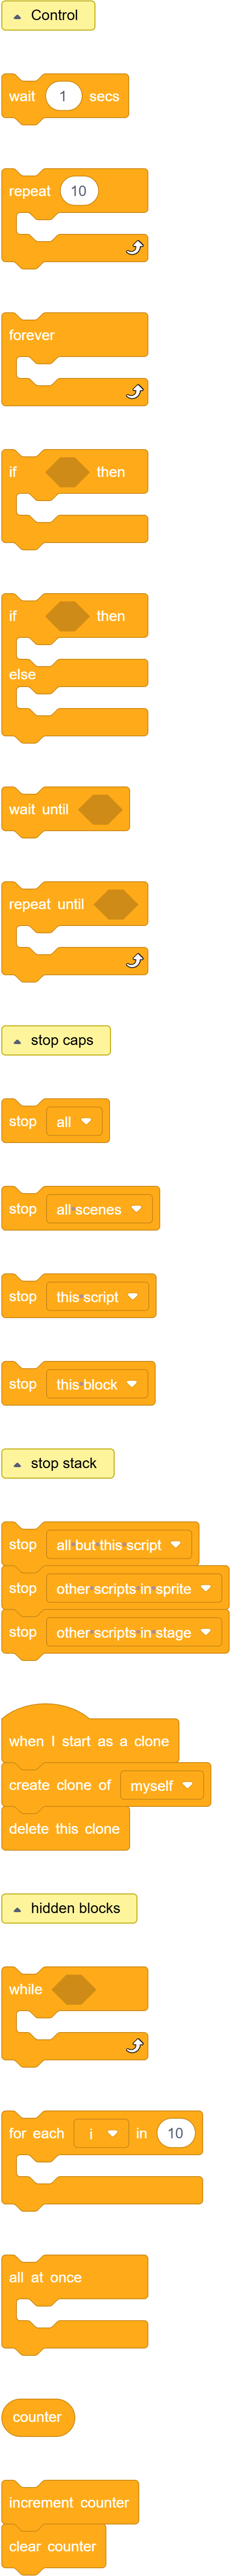 Control
wait 1 secs
repeat 10
forever
if then
if then
else
wait until
repeat until
stop caps
stop all
stop all scenes
stop this script
stop this block
stop stack
stop all but this script
stop other scripts in sprite
stop other scripts in stage
when I start as a clone
create clone of myself
delete this clone
hidden blocks
while
for each i in 10
all at once
counter
increment counter
clear counter